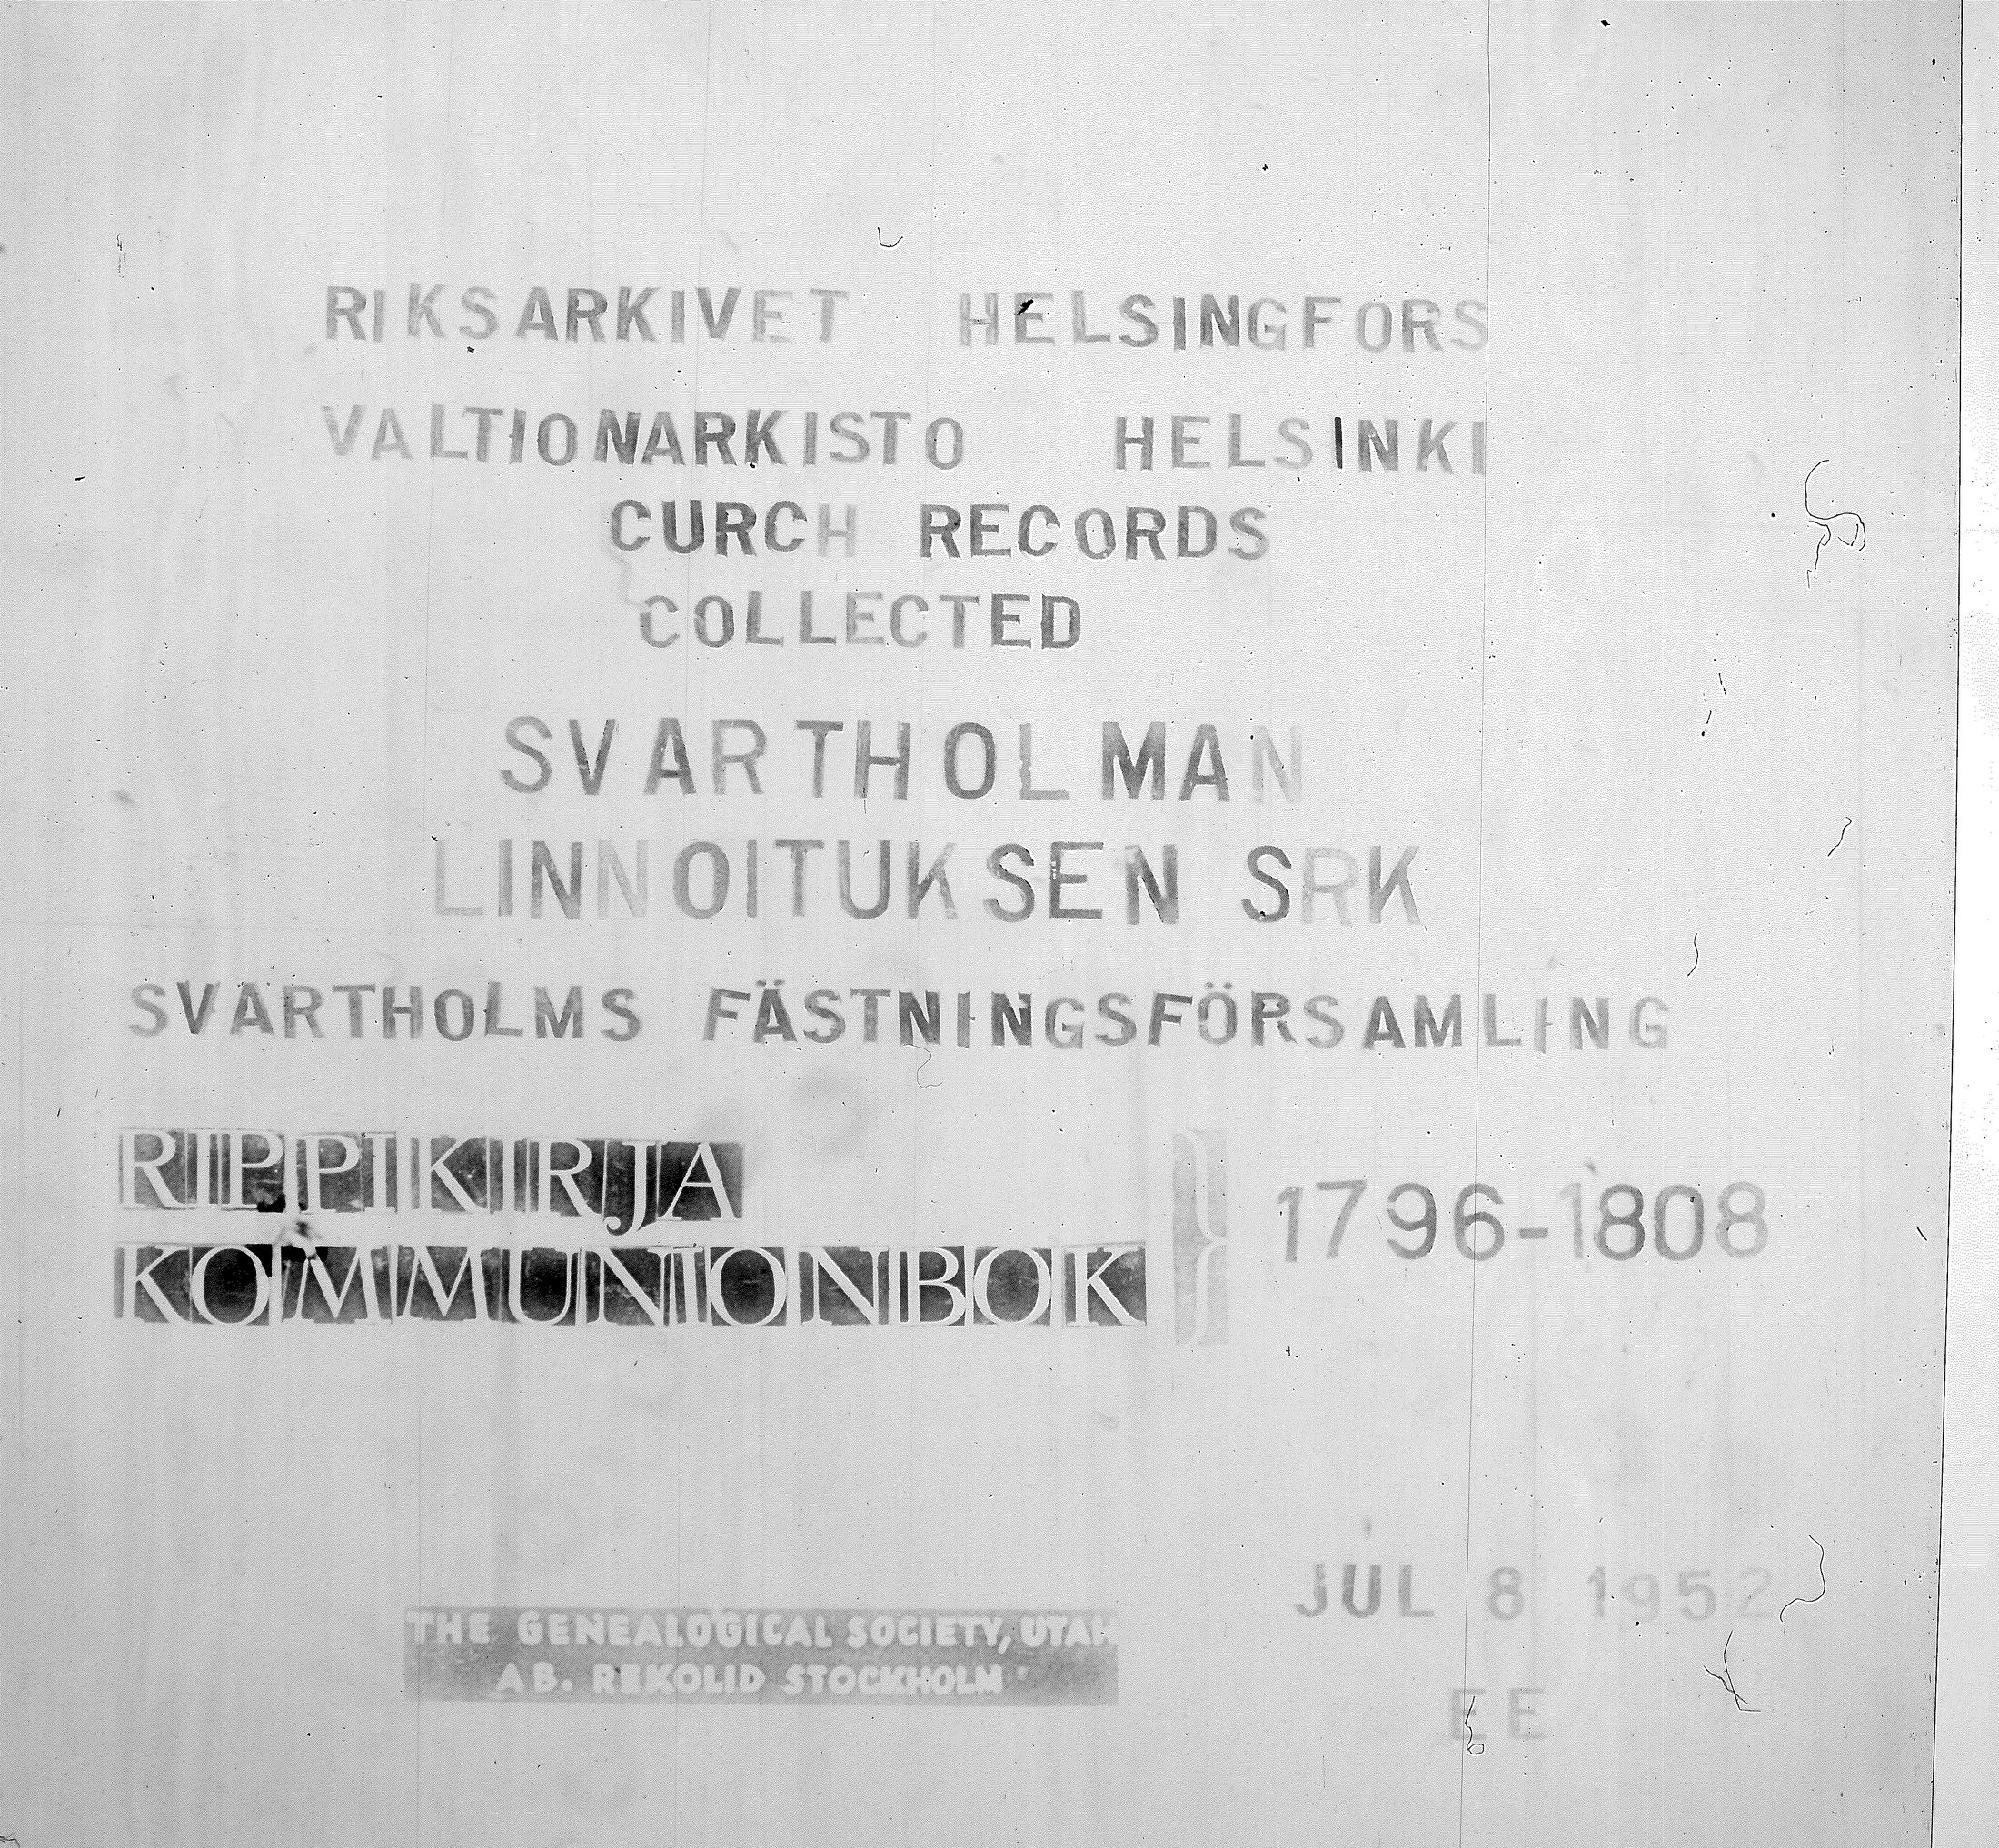 RIKSARKIVET HELSINGFORS
VALTIONARKISTO HELSINKI
CURCH RECORDS
COLLECTED
SVARTHOLMAN
LINNOITUKSEN SRK
SVARTHOLMS FÄSTNINGSFÖRSAMLING
RIPPIKIRJA
KOMMUNIONBOK
} 1796-1808
JUL 8 1952
THE GENEALOGICAL SOCIETY, UTAH
AB. REKOLID STOCKHOLM
EE